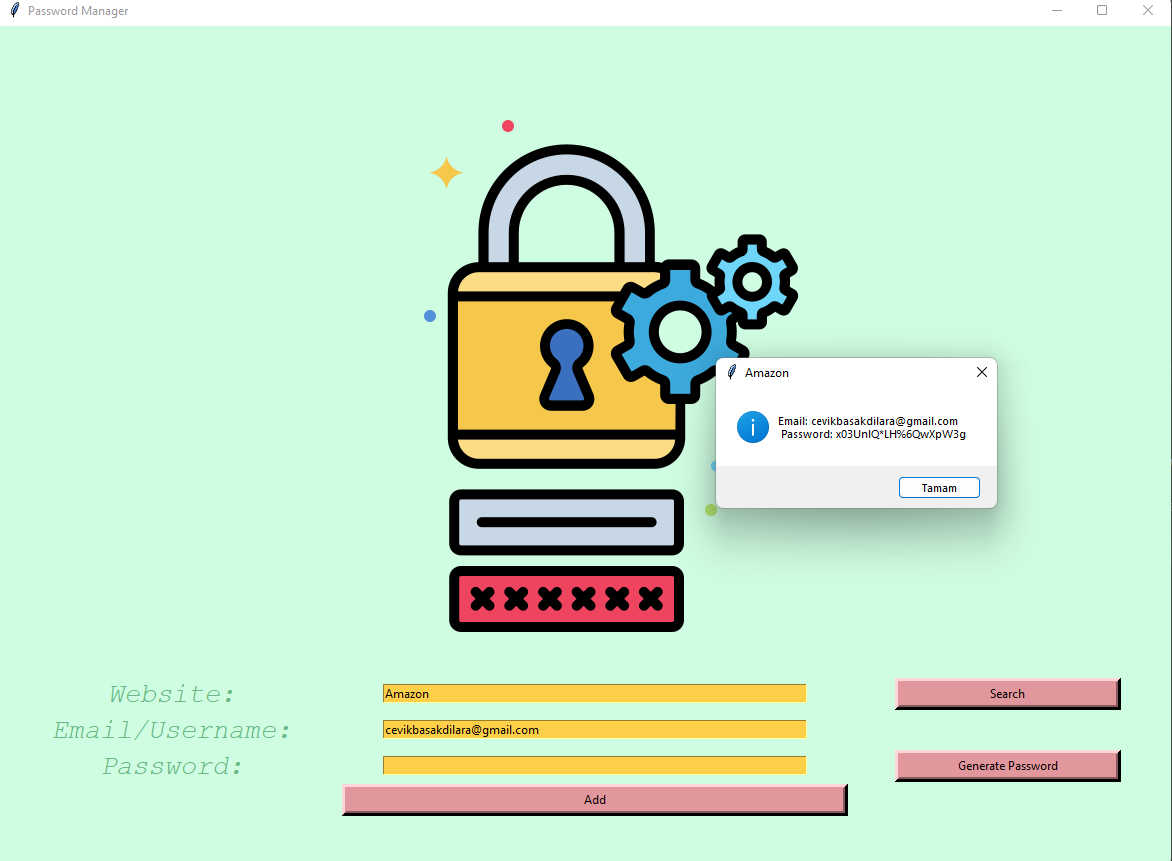 Password Manager
Amazon
Email: cevikbasakdilara@gmail.com
Password: x03UnIQ*LH%6QwXpW3g
Tamam
Website:
Amazon
Search
Email/Username:
cevikbasakdilara@gmail.com
Password:
Generate Password
Add